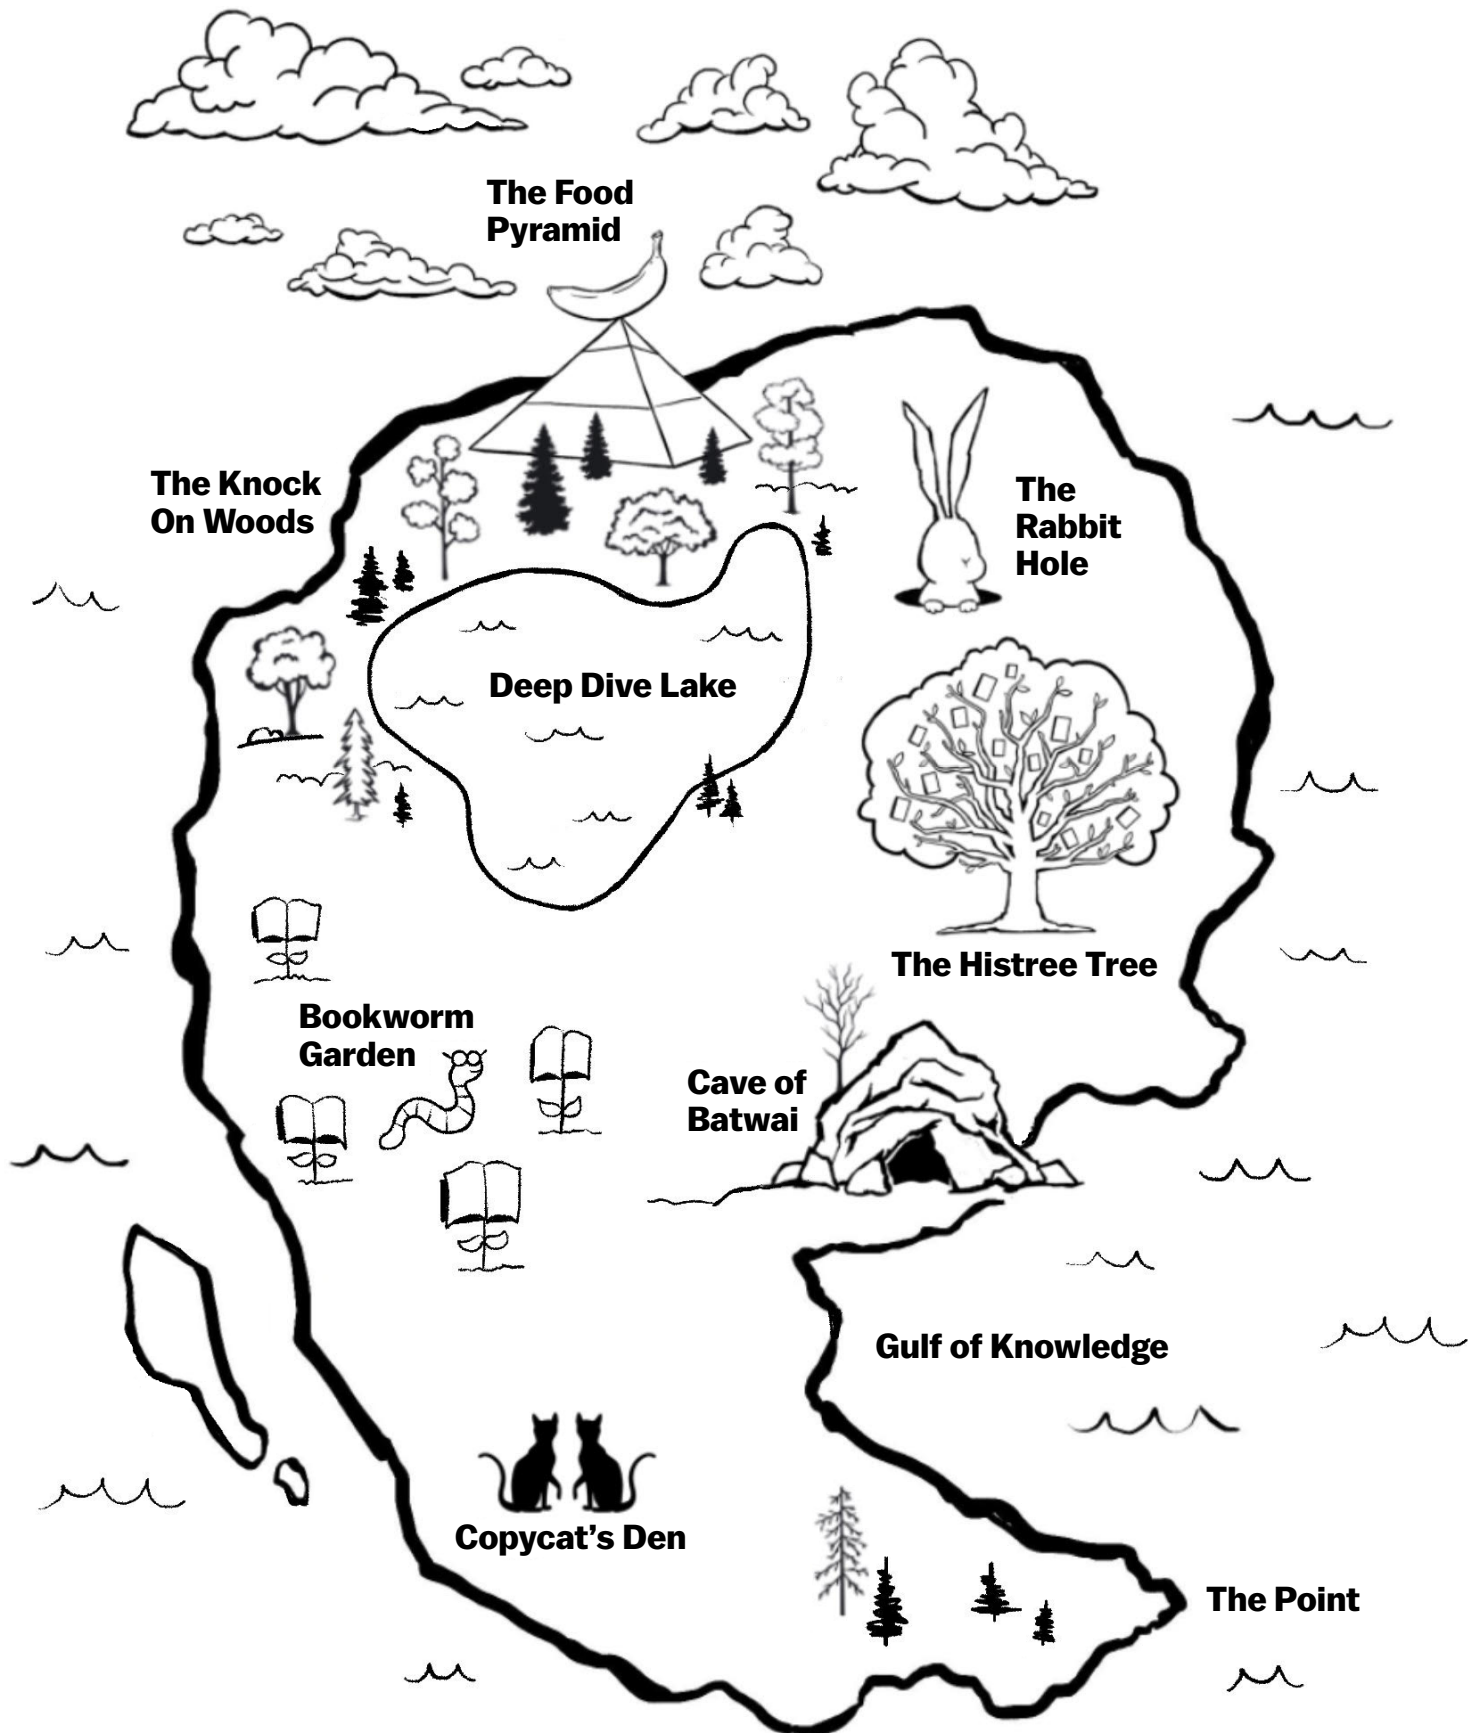 The Food
Pyramid
The Knock
On Woods
The
Rabbit
Hole
Deep Dive Lake
The Histree Tree
Bookworm
Garden
Cave of
Batwai
Gulf of Knowledge
Copycat’s Den
The Point